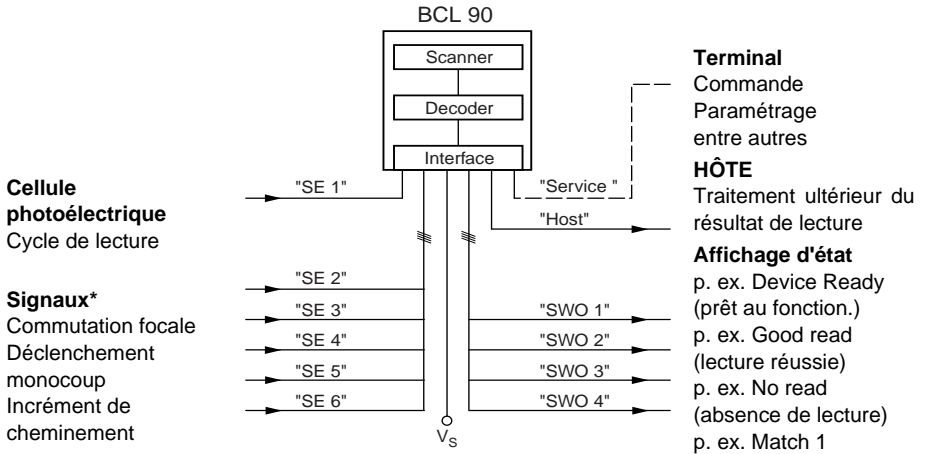 BCL 90
Scanner
Decoder
Interface
Cellule
photoélectrique
Cycle de lecture
Signaux*
Commutation focale
Déclenchement
monocoup
Incrément de
cheminement
"SE 1"
"SE 2"
"SE 3"
"SE 4"
"SE 5"
"SE 6"
V_S
"Service "
"Host"
"SWO 1"
"SWO 2"
"SWO 3"
"SWO 4"
Terminal
Commande
Paramétrage
entre autres
HÔTE
Traitement ultérieur du
résultat de lecture
Affichage d'état
p. ex. Device Ready
(prêt au fonction.)
p. ex. Good read
(lecture réussie)
p. ex. No read
(absence de lecture)
p. ex. Match 1